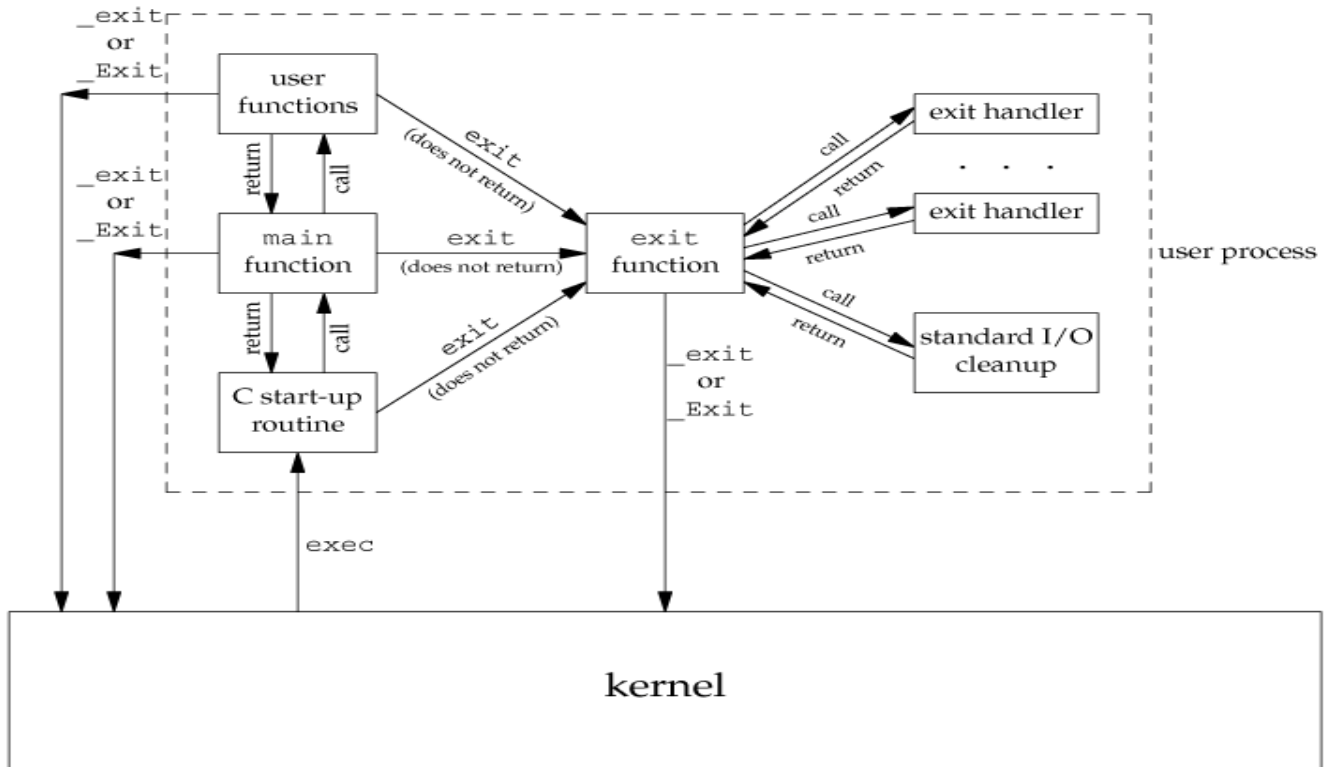 _exit
or
_Exit
user
functions
exit
(does not return)
call
return
exit handler
. . .
return
call
_exit
or
_Exit
main
function
exit
(does not return)
exit
function
call
return
exit handler
user process
return
call
exit
(does not return)
call
return
standard I/O
cleanup
C start-up
routine
_exit
or
_Exit
exec
kernel